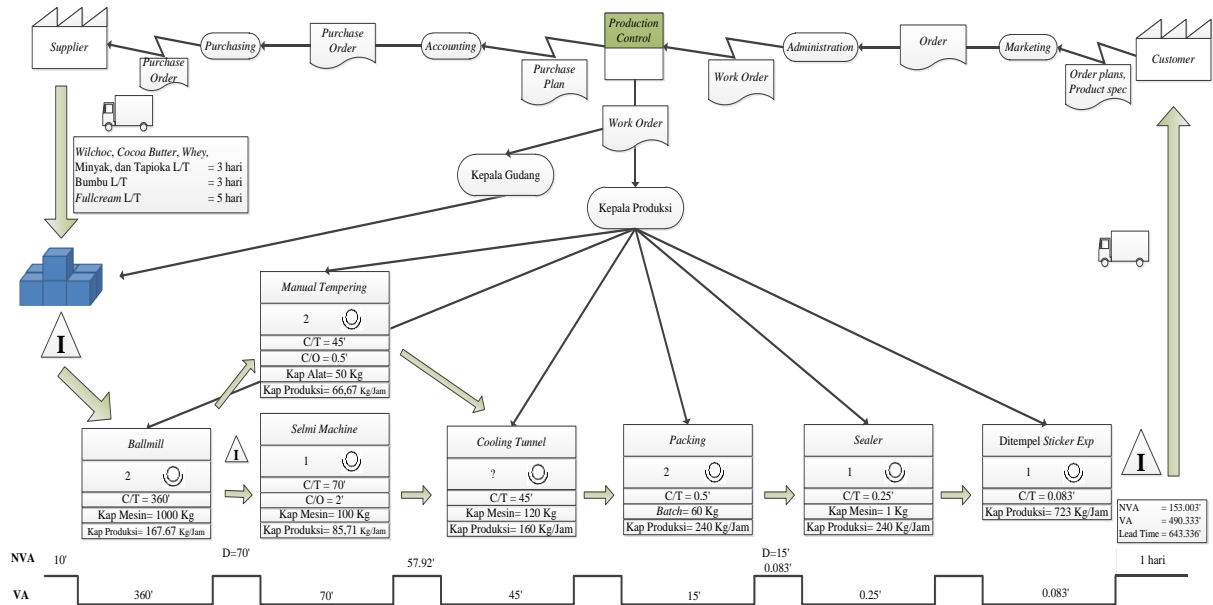 Supplier
Purchasing
Purchase
Order
Accounting
Production
Control
Administration
Order
Marketing
Customer
Purchase
Order
Purchase
Plan
Work Order
Order plans,
Product spec
Work Order
Wilchoc, Cocoa Butter, Whey,
Minyak, dan Tapioka L/T = 3 hari
Bumbu L/T = 3 hari
Fullcream L/T = 5 hari
Kepala Gudang
Kepala Produksi
I
Manual Tempering
2
C/T = 45'
C/O = 0.5'
Kap Alat= 50 Kg
Kap Produksi= 66,67 Kg/Jam
Ballmill
2
C/T = 360'
Kap Mesin= 1000 Kg
Kap Produksi= 167.67 Kg/Jam
I
Selmi Machine
1
C/T = 70'
C/O = 2'
Kap Mesin= 100 Kg
Kap Produksi= 85,71 Kg/Jam
Cooling Tunnel
?
C/T = 45'
Kap Mesin= 120 Kg
Kap Produksi= 160 Kg/Jam
Packing
2
C/T = 0.5'
Batch= 60 Kg
Kap Produksi= 240 Kg/Jam
Sealer
1
C/T = 0.25'
Kap Mesin= 1 Kg
Kap Produksi= 240 Kg/Jam
Ditempel Sticker Exp
1
C/T = 0.083'
Kap Produksi= 723 Kg/Jam
I
NVA = 153.003'
VA = 490.333'
Lead Time = 643.336'
NVA 10' D=70' 57.92' D=15' 1 hari
0.083'
VA 360' 70' 45' 15' 0.25' 0.083'